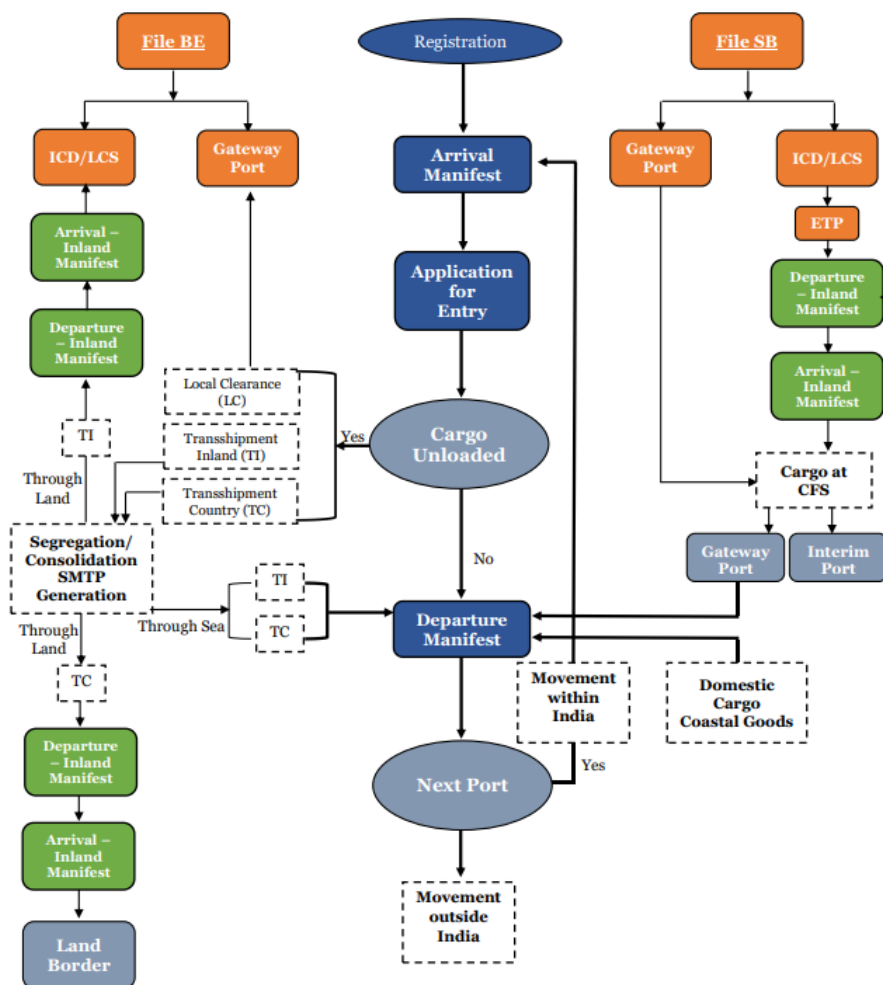 File BE
Registration
File SB
ICD/LCS
Gateway
Port
Arrival
Manifest
Gateway
Port
ICD/LCS
Arrival –
Inland
Manifest
ETP
Application
for
Entry
Departure
– Inland
Manifest
Departure – Inland
Manifest
Local Clearance
(LC)
Arrival –
Inland
Manifest
TI
Transshipment
Inland (TI)
Yes
Cargo
Unloaded
Through
Land
Transshipment
Country (TC)
Cargo at
CFS
Segregation/
Consolidation
SMTP
Generation
No
Gateway
Port
Interim
Port
TI
Through Sea
TC
Departure
Manifest
Through
Land
TC
Movement
within
India
Domestic
Cargo
Coastal Goods
Departure
– Inland
Manifest
Next Port
Yes
Arrival –
Inland
Manifest
Movement
outside
India
Land
Border